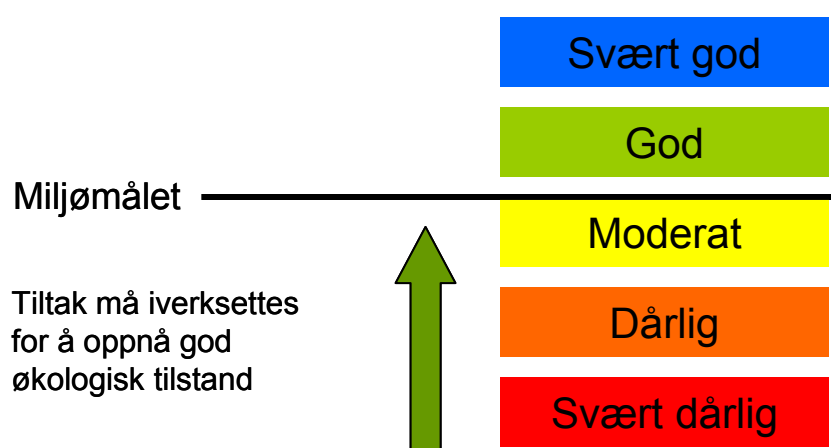 Svært god
God
Miljømålet
Moderat
Tiltak må iverksettes
for å oppnå god
økologisk tilstand
Dårlig
Svært dårlig